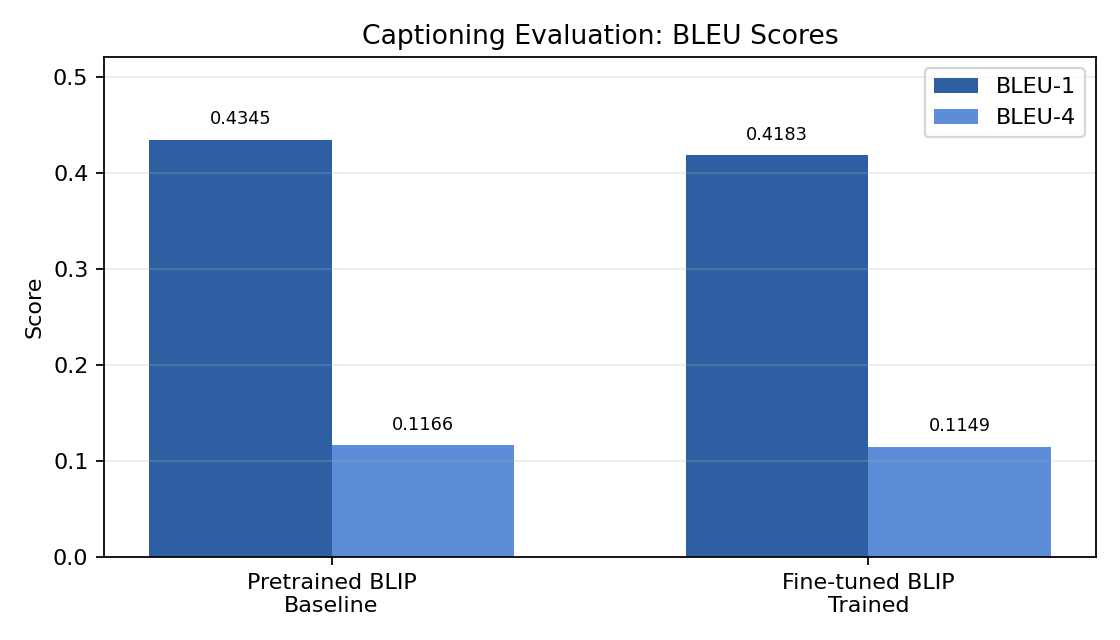 Captioning Evaluation: BLEU Scores
BLEU-1
BLEU-4
Score
0.5
0.4
0.3
0.2
0.1
0.0
0.4345
0.1166
0.4183
0.1149
Pretrained BLIP
Baseline
Fine-tuned BLIP
Trained